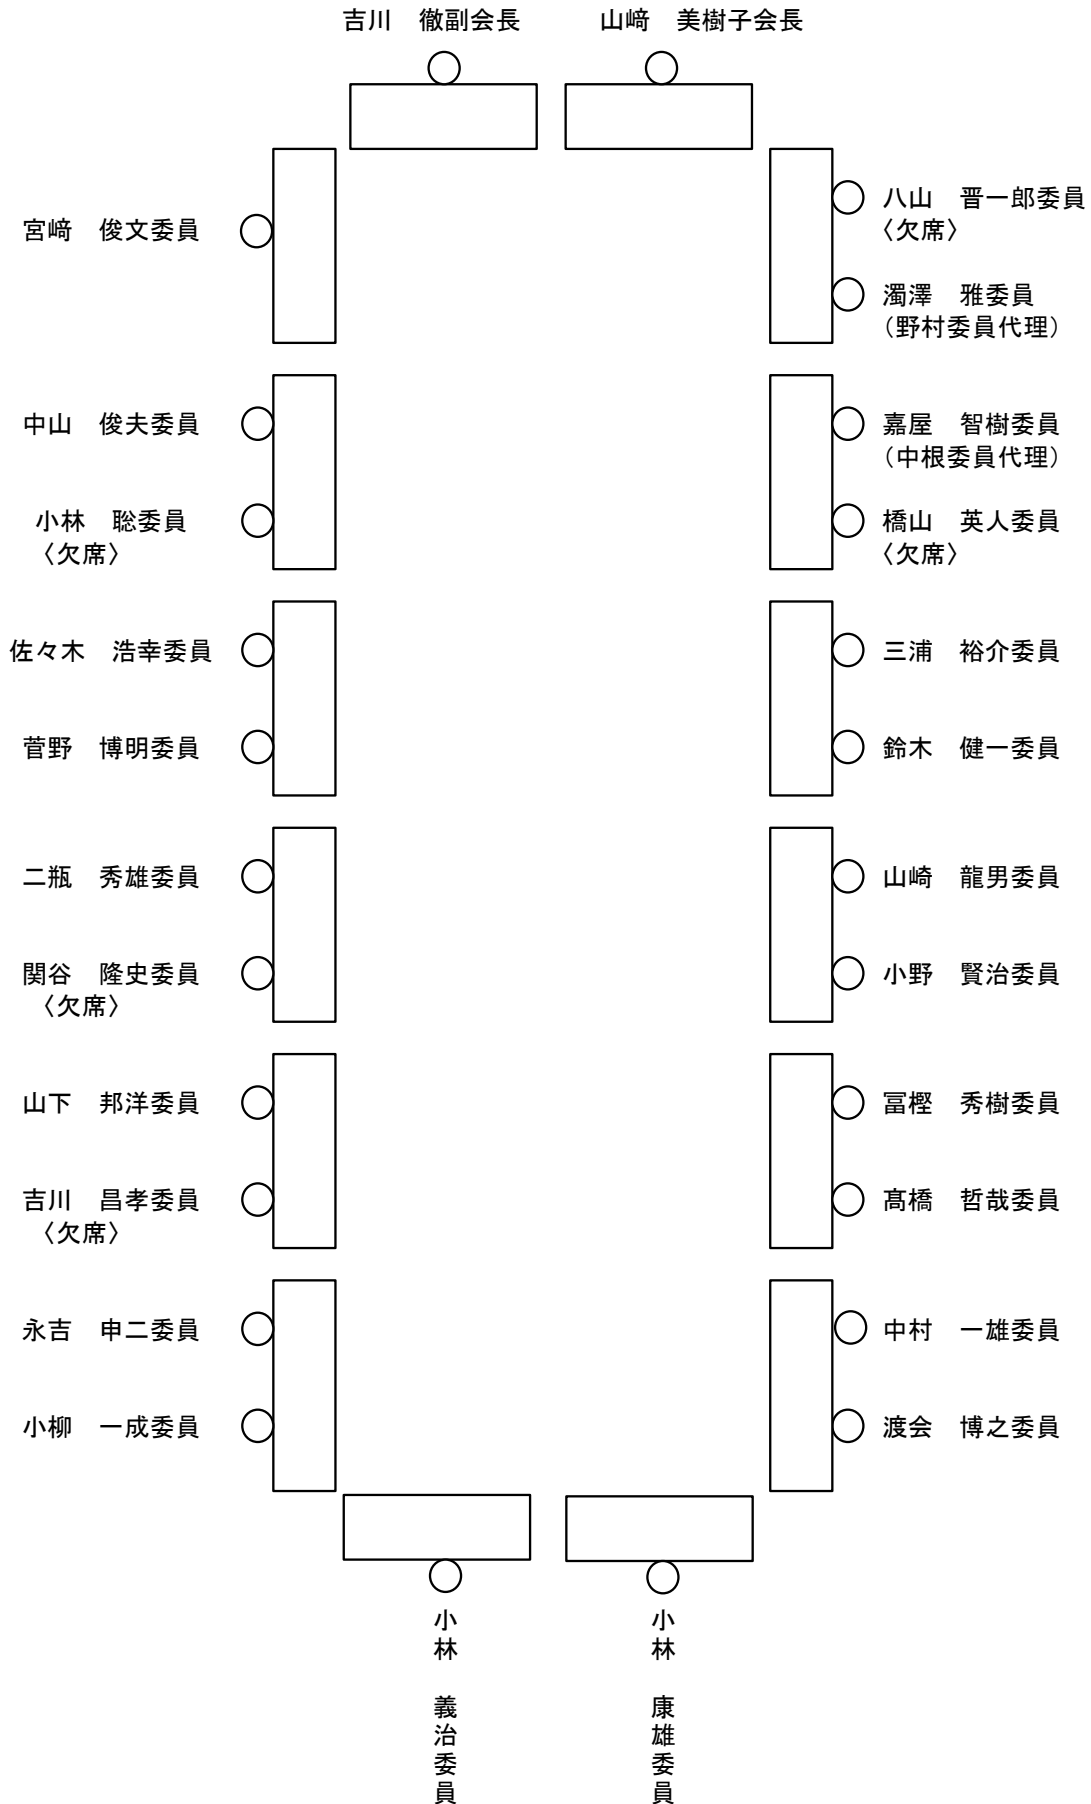 吉川　徹副会長
山﨑　美樹子会長
宮﨑　俊文委員
八山　晋一郎委員
〈欠席〉
濁澤　雅委員
（野村委員代理）
中山　俊夫委員
嘉屋　智樹委員
（中根委員代理）
小林　聡委員
〈欠席〉
橋山　英人委員
〈欠席〉
佐々木　浩幸委員
三浦　裕介委員
菅野　博明委員
鈴木　健一委員
二瓶　秀雄委員
山崎　龍男委員
関谷　隆史委員
〈欠席〉
小野　賢治委員
山下　邦洋委員
冨樫　秀樹委員
吉川　昌孝委員
〈欠席〉
髙橋　哲哉委員
永吉　申二委員
中村　一雄委員
小柳　一成委員
渡会　博之委員
小林　義治委員
小林　康雄委員